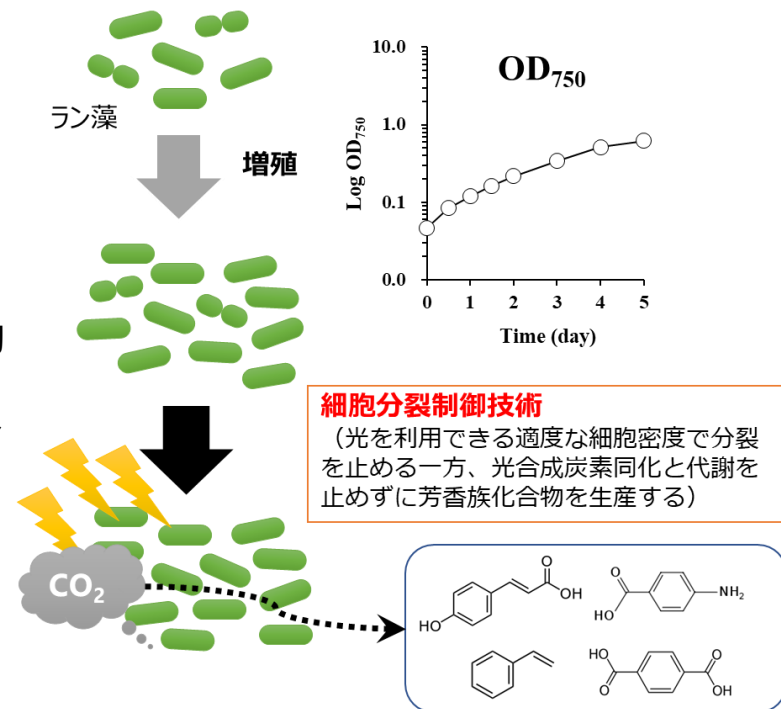 ラン藻
増殖
OD750
Log OD750
10.0
1.0
0.1
0.0
0
1
2
3
4
5
Time (day)
細胞分裂制御技術
（光を利用できる適度な細胞密度で分裂
を止める一方、光合成炭素同化と代謝を
止めずに芳香族化合物を生産する）
CO2
O
OH
HO
O
HO
NH2
HO
O
O
OH